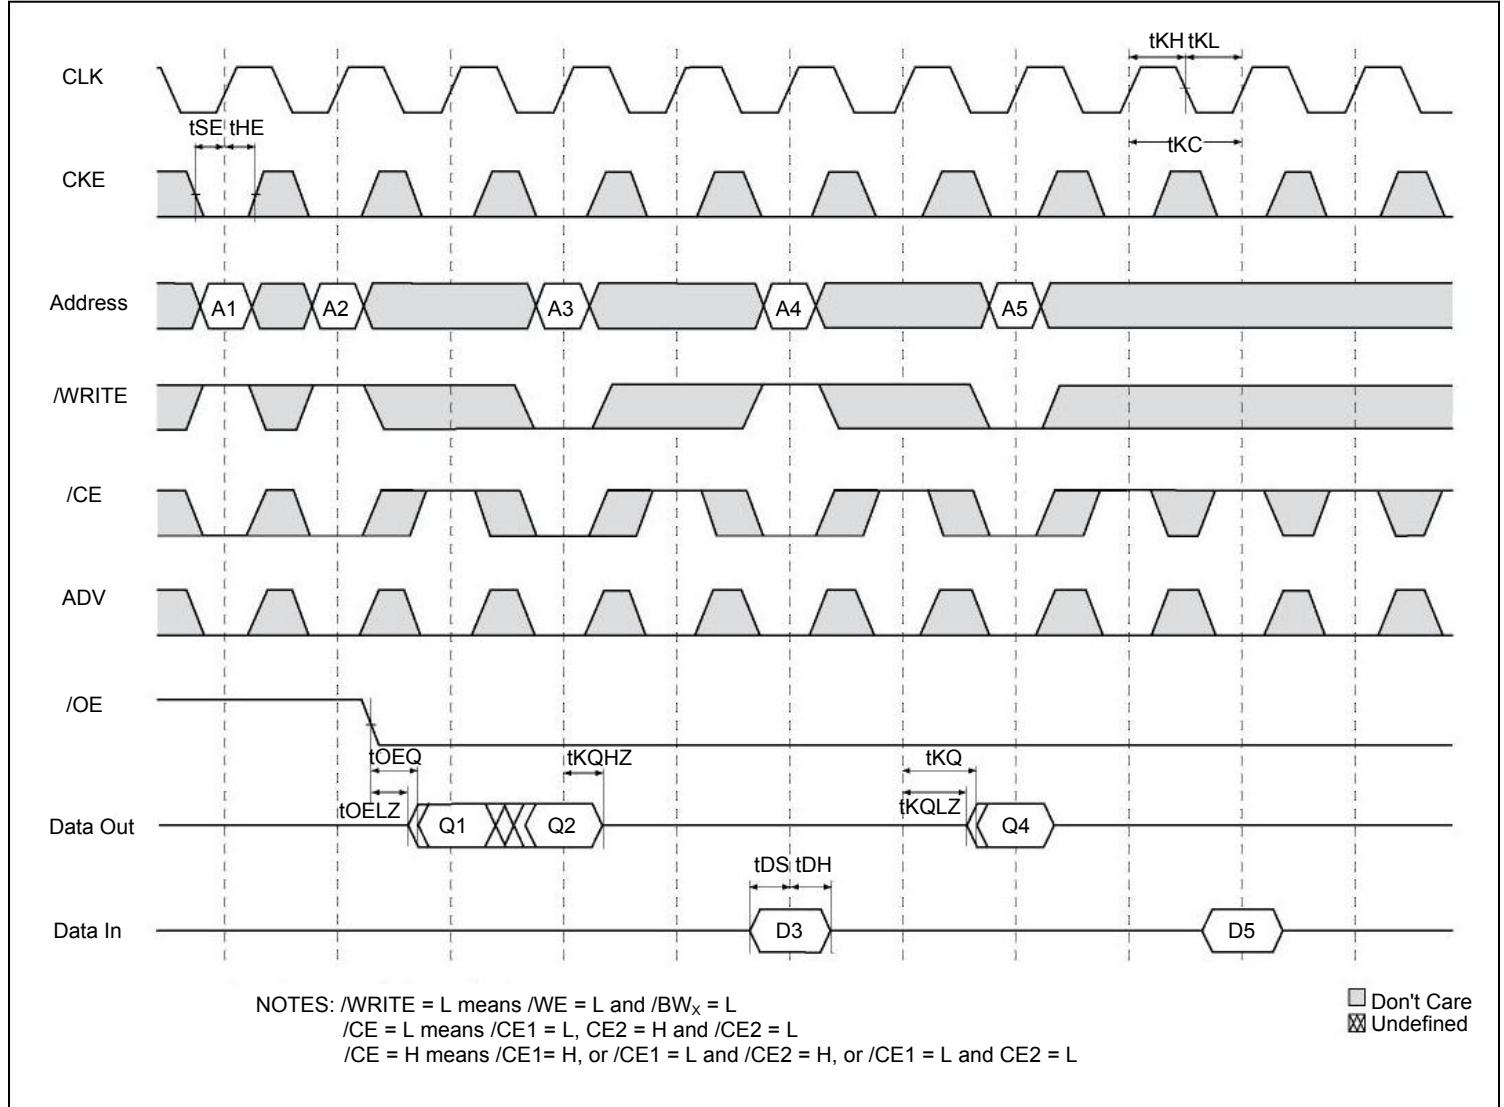 tKH tKL
CLK
tSE tHE
tKC
CKE
Address A1 A2 A3 A4 A5
/WRITE
/CE
ADV
/OE
tOEQ tKQHZ tKQ
tOELZ tKQLZ
Data Out Q1 Q2 Q4
tDS tDH
Data In D3 D5
NOTES: /WRITE = L means /WE = L and /BWX = L
/CE = L means /CE1 = L, CE2 = H and /CE2 = L
/CE = H means /CE1= H, or /CE1 = L and /CE2 = H, or /CE1 = L and CE2 = L
Don't Care
Undefined